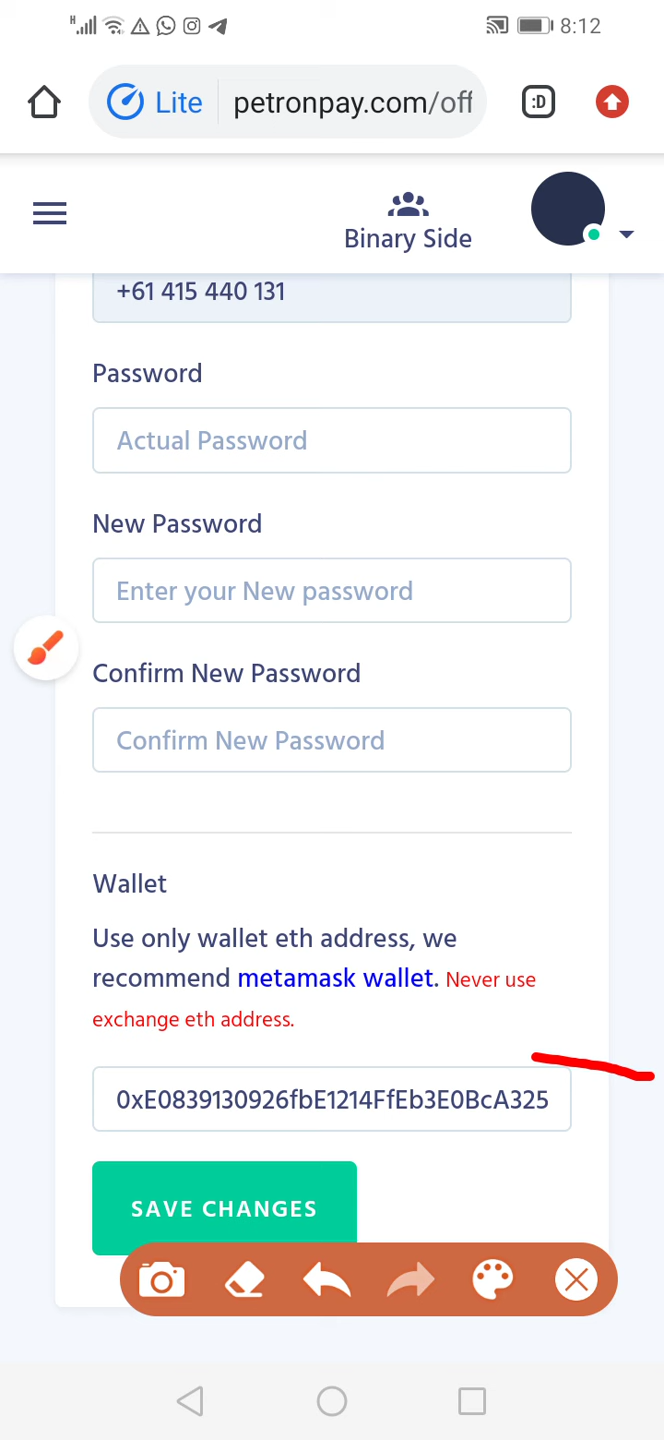 H 8:12
Lite petronpay.com/off :D
Binary Side
+61 415 440 131
Password
Actual Password
New Password
Enter your New password
Confirm New Password
Confirm New Password
Wallet
Use only wallet eth address, we
recommend metamask wallet. Never use
exchange eth address.
0xE0839130926fbE1214FfEb3E0BcA325
SAVE CHANGES